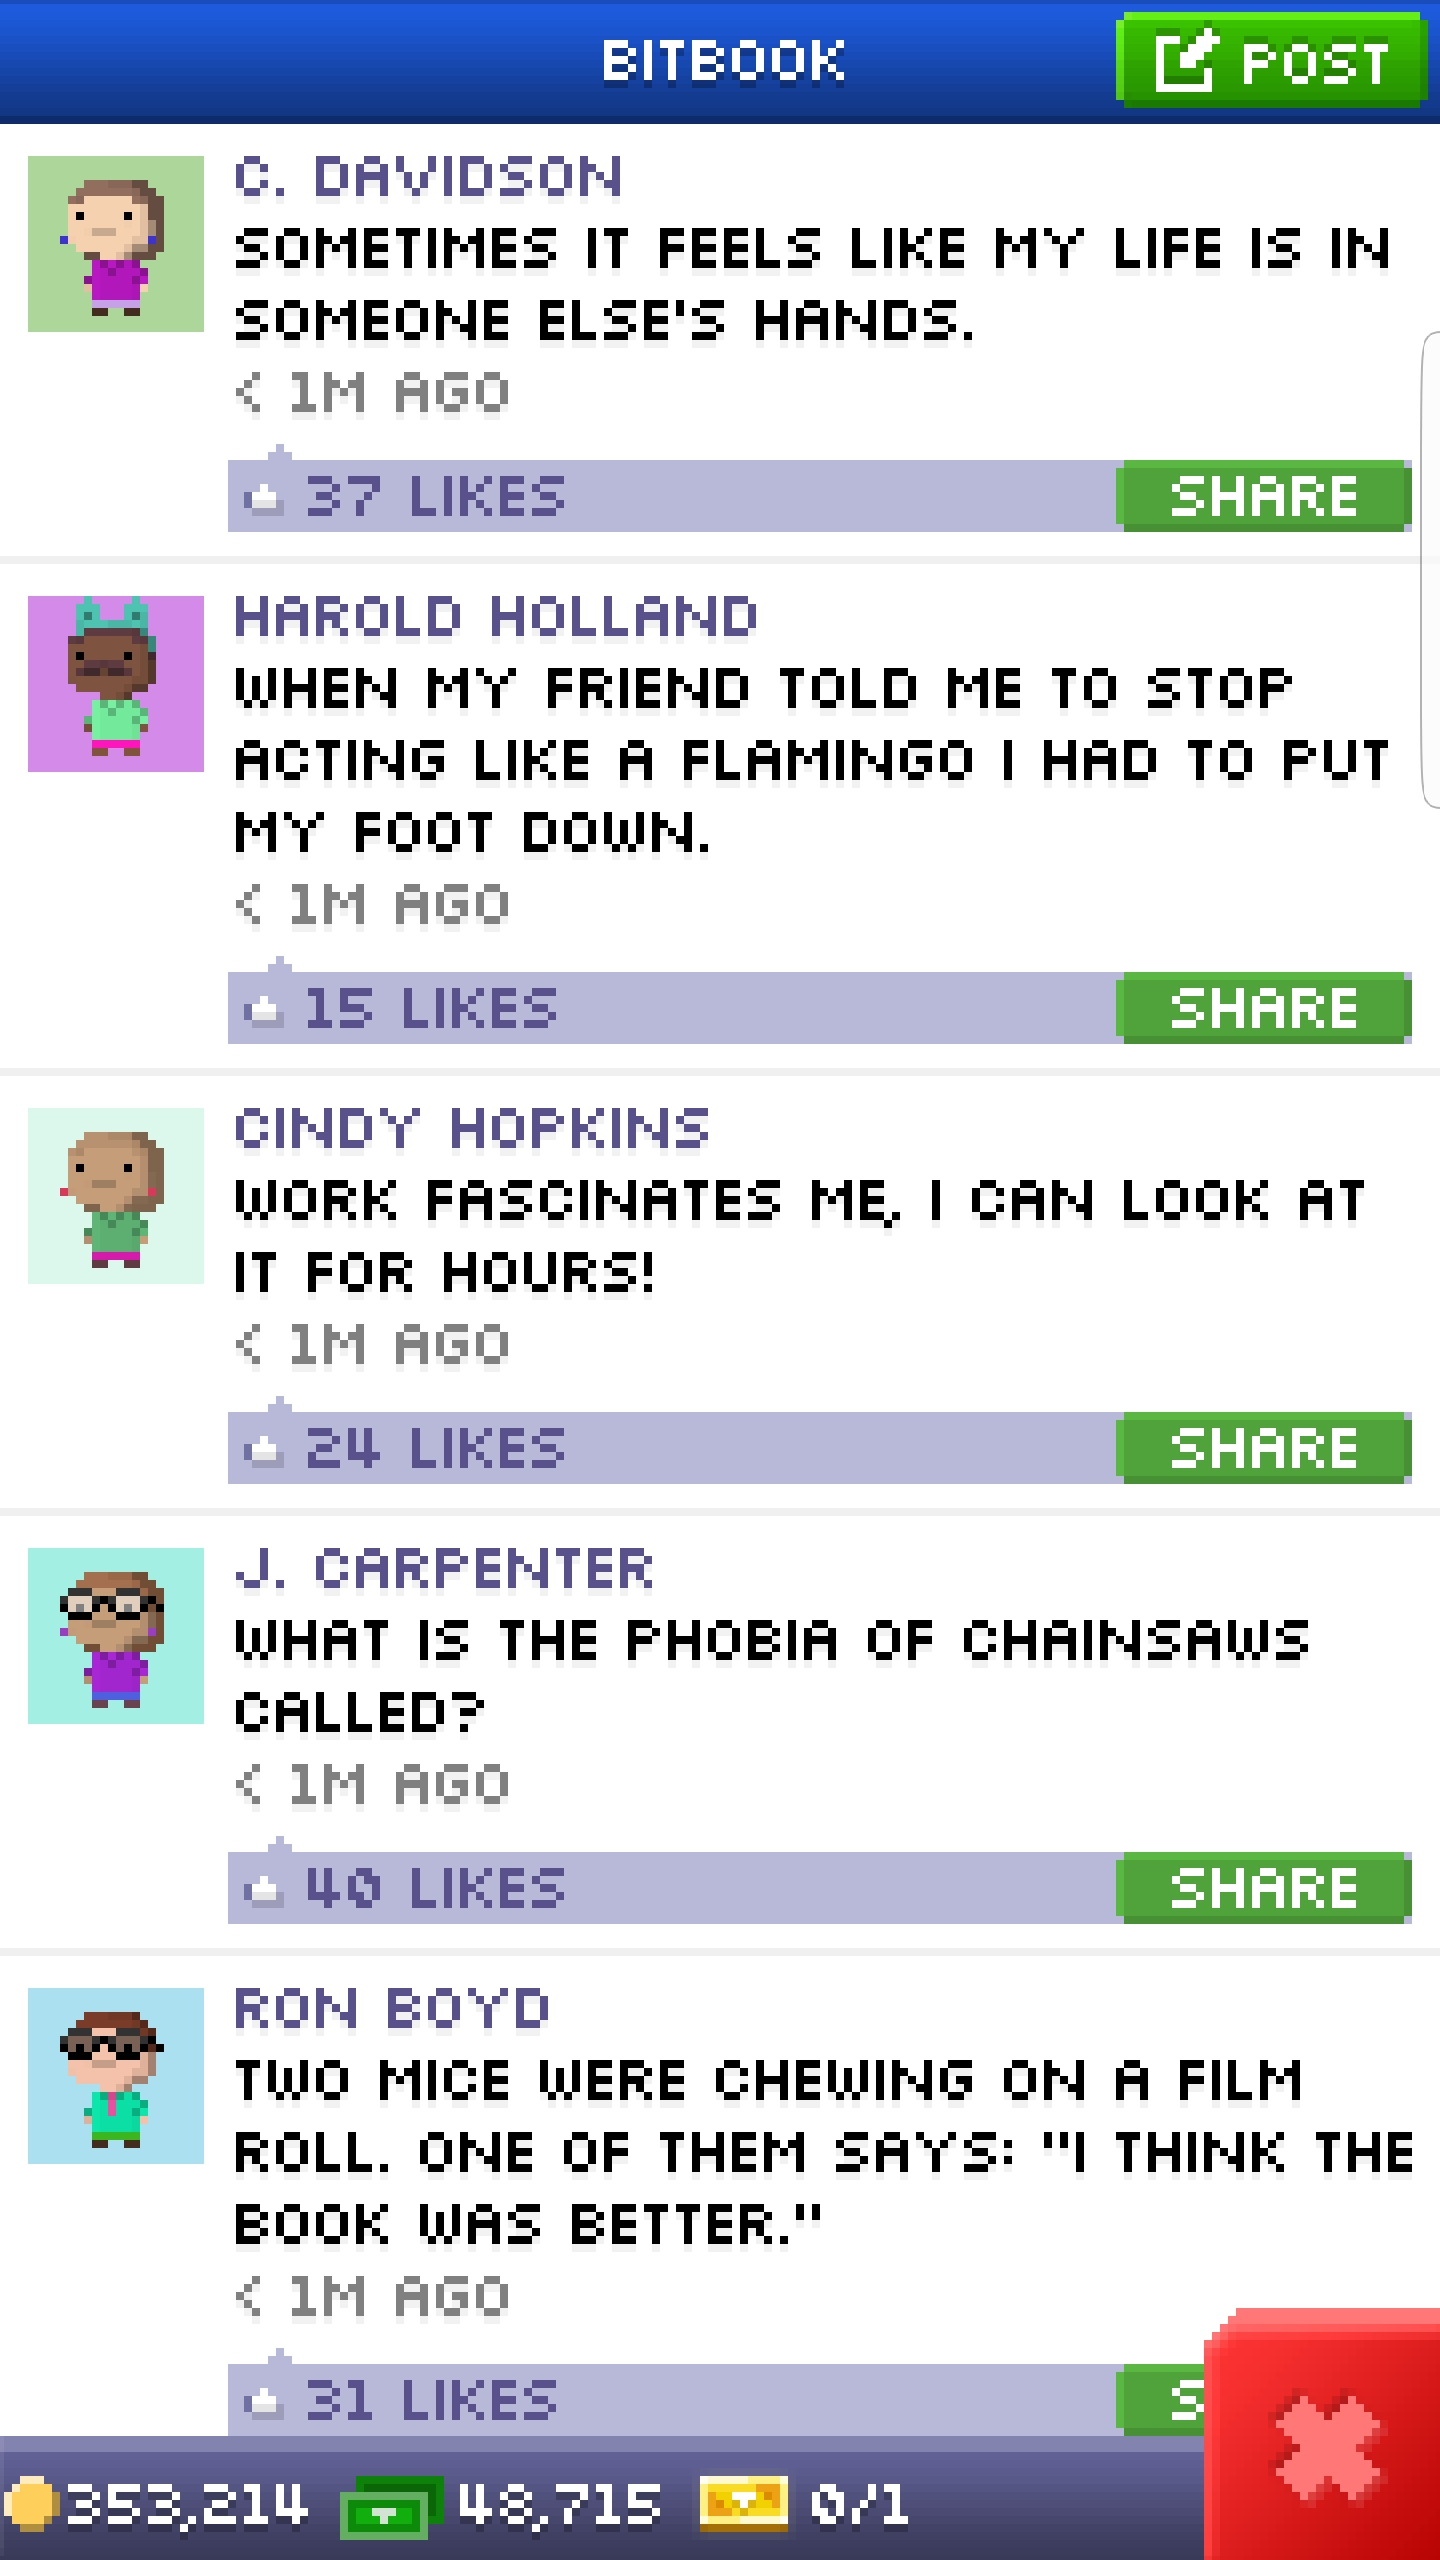 BITBOOK
POST
C. DAVIDSON
SOMETIMES IT FEELS LIKE MY LIFE IS IN
SOMEONE ELSE'S HANDS.
< 1M AGO
37 LIKES
SHARE
HAROLD HOLLAND
WHEN MY FRIEND TOLD ME TO STOP
ACTING LIKE A FLAMINGO I HAD TO PUT
MY FOOT DOWN.
< 1M AGO
15 LIKES
SHARE
CINDY HOPKINS
WORK FASCINATES ME, I CAN LOOK AT
IT FOR HOURS!
< 1M AGO
24 LIKES
SHARE
J. CARPENTER
WHAT IS THE PHOBIA OF CHAINSAWS
CALLED?
< 1M AGO
40 LIKES
SHARE
RON BOYD
TWO MICE WERE CHEWING ON A FILM
ROLL. ONE OF THEM SAYS: "I THINK THE
BOOK WAS BETTER."
< 1M AGO
31 LIKES
S
353,214
48,715
0/1